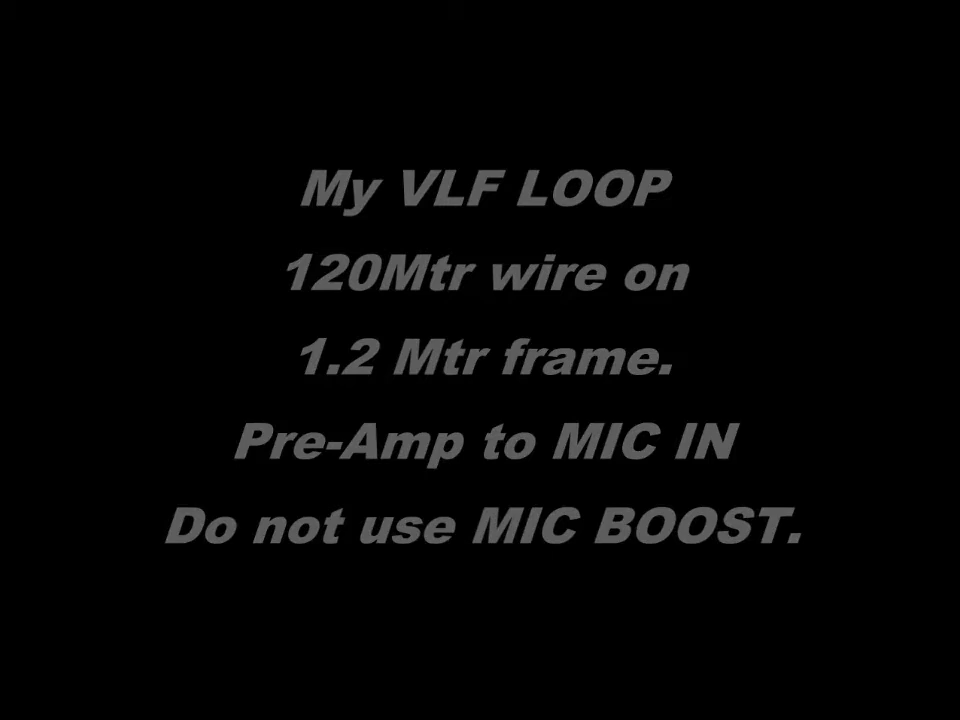 My VLF LOOP
120Mtr wire on
1.2 Mtr frame.
Pre-Amp to MIC IN
Do not use MIC BOOST.